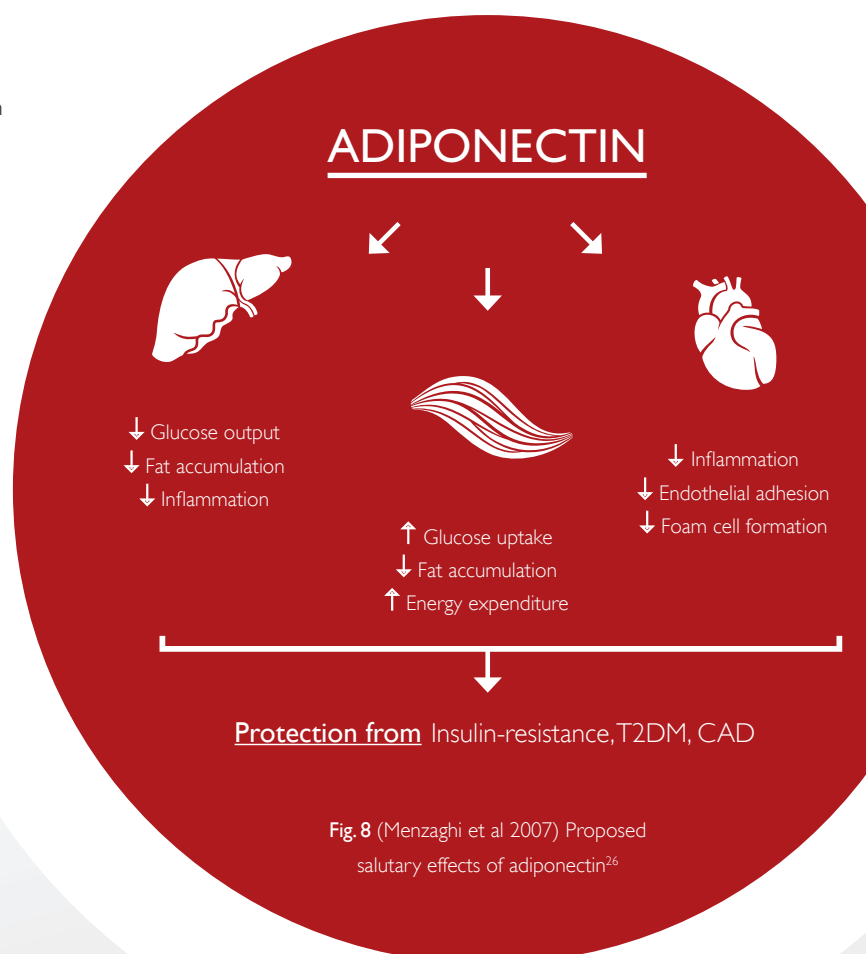 n
ADIPONECTIN
↓ Glucose output
↓ Fat accumulation
↓ Inflammation
↑ Glucose uptake
↓ Fat accumulation
↑ Energy expenditure
↓ Inflammation
↓ Endothelial adhesion
↓ Foam cell formation
Protection from Insulin-resistance, T2DM, CAD
Fig. 8 (Menzaghi et al 2007) Proposed
salutary effects of adiponectin26